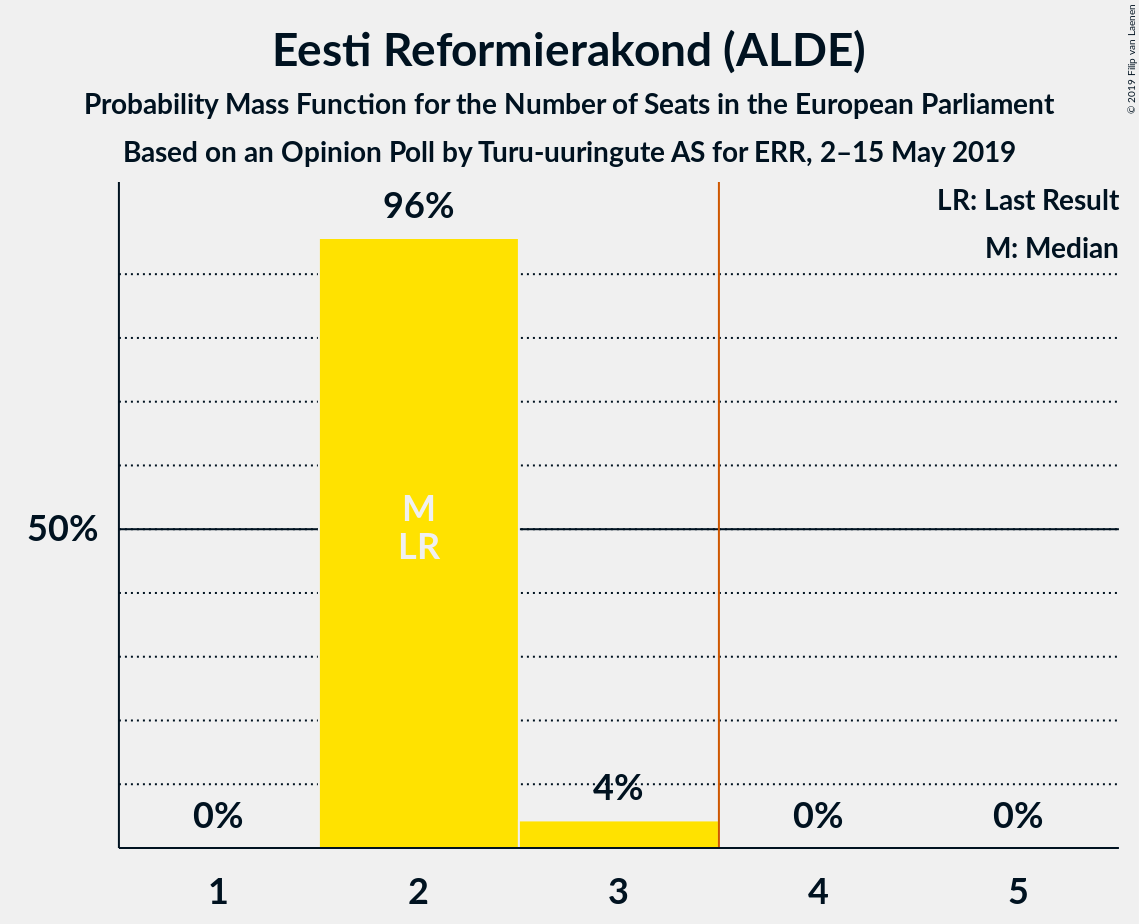 Eesti Reformierakond (ALDE)
Probability Mass Function for the Number of Seats in the European Parliament
Based on an Opinion Poll by Turu-uuringute AS for ERR, 2–15 May 2019
© 2019 Filip van Laenen
LR: Last Result
M: Median
96%
50%
M
LR
0%
4%
0%
0%
1
2
3
4
5